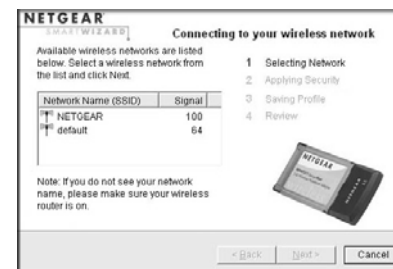 NETGEAR
SMARTWIZARD
Connecting to your wireless network
Available wireless networks are listed
below. Select a wireless network from
the list and click Next.
Network Name (SSID) Signal
NETGEAR 100
default 64
Note: If you do not see your network
name, please make sure your wireless
router is on.
1 Selecting Network
2 Applying Security
3 Saving Profile
4 Review
NETGEAR
< Back Next > Cancel